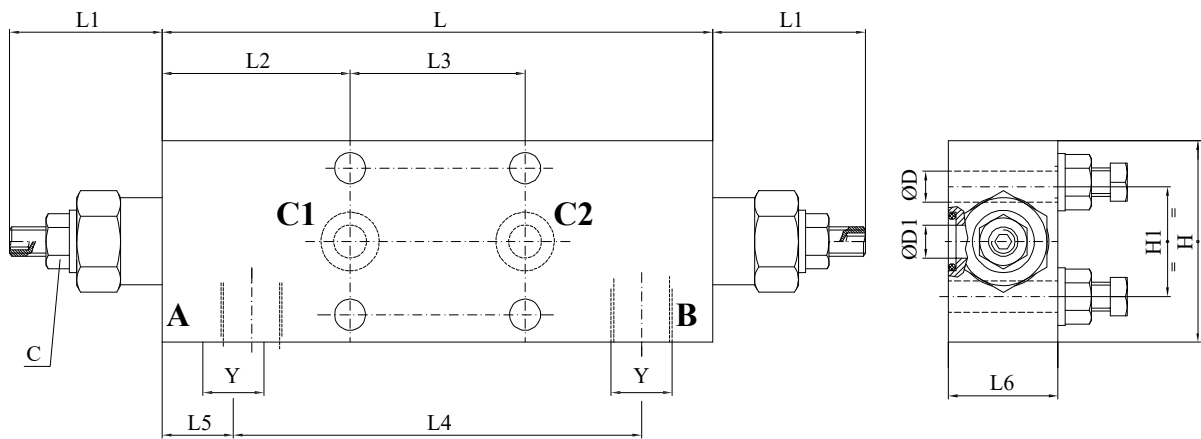 L1 L L1
L2 L3
C1 C2
A B
C
Y Y
L5 L4
ØD
ØD1
H1 = =
H
L6